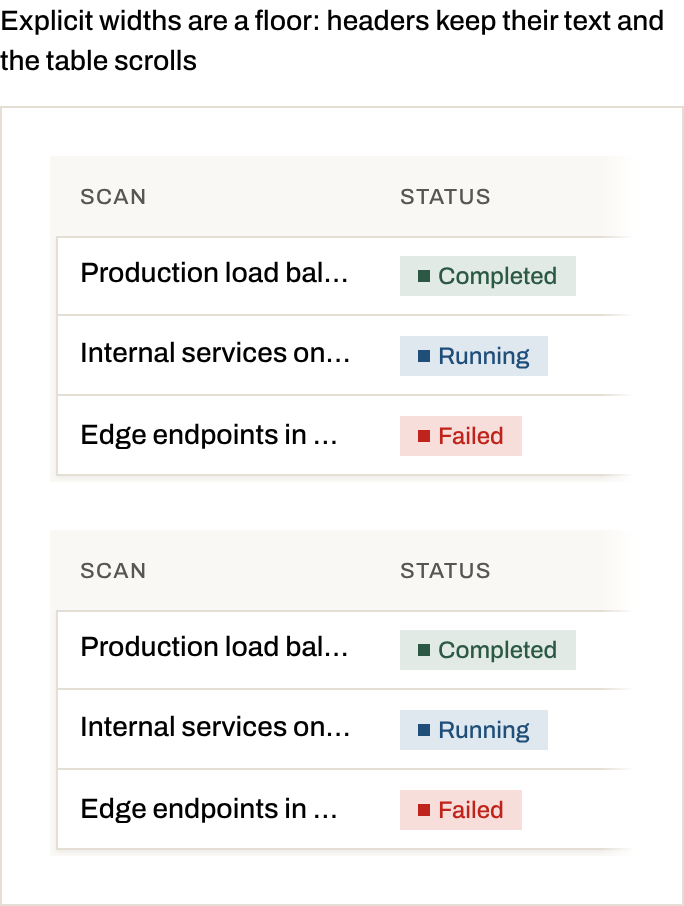 Explicit widths are a floor: headers keep their text and
the table scrolls
SCAN STATUS
Production load bal... Completed
Internal services on... Running
Edge endpoints in ... Failed
SCAN STATUS
Production load bal... Completed
Internal services on... Running
Edge endpoints in ... Failed